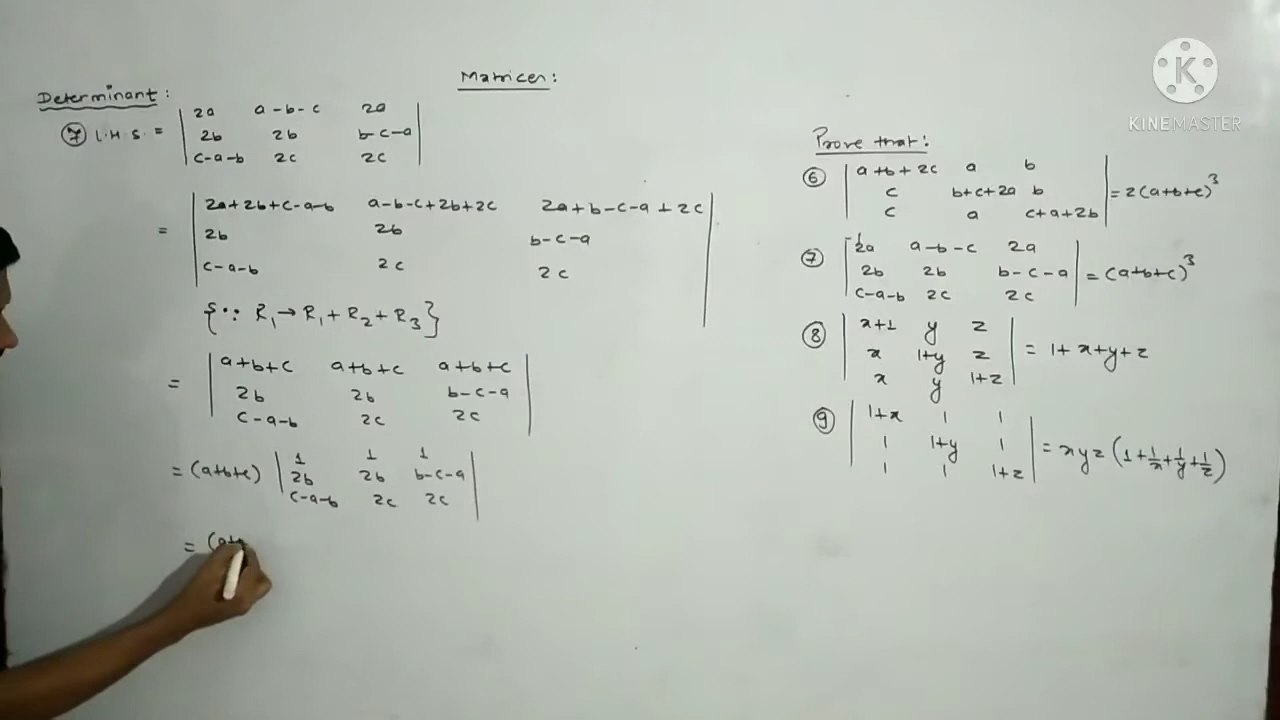 Matrices:
Determinant:
⑦ L.H.S. = | 2a a-b-c 2a |
| 2b 2b b-c-a |
| c-a-b 2c 2c |
= | 2a+2b+c-a-b a-b-c+2b+2c 2a+b-c-a+2c |
| 2b 2b b-c-a |
| c-a-b 2c 2c |
{∵ R₁→R₁+R₂+R₃}
= | a+b+c a+b+c a+b+c |
| 2b 2b b-c-a |
| c-a-b 2c 2c |
= (a+b+c) | 1 1 1 |
| 2b 2b b-c-a |
| c-a-b 2c 2c |
= (a+
Prove that:
⑥ | a+b+2c a b |
| c b+c+2a b | = 2(a+b+c)³
| c a c+a+2b |
⑦ | 2a a-b-c 2a |
| 2b 2b b-c-a | = (a+b+c)³
| c-a-b 2c 2c |
⑧ | x+1 y z |
| x 1+y z | = 1+x+y+z
| x y 1+z |
⑨ | 1+x 1 1 |
| 1 1+y 1 | = xyz(1+1/x+1/y+1/z)
| 1 1 1+z |
KINEMASTER